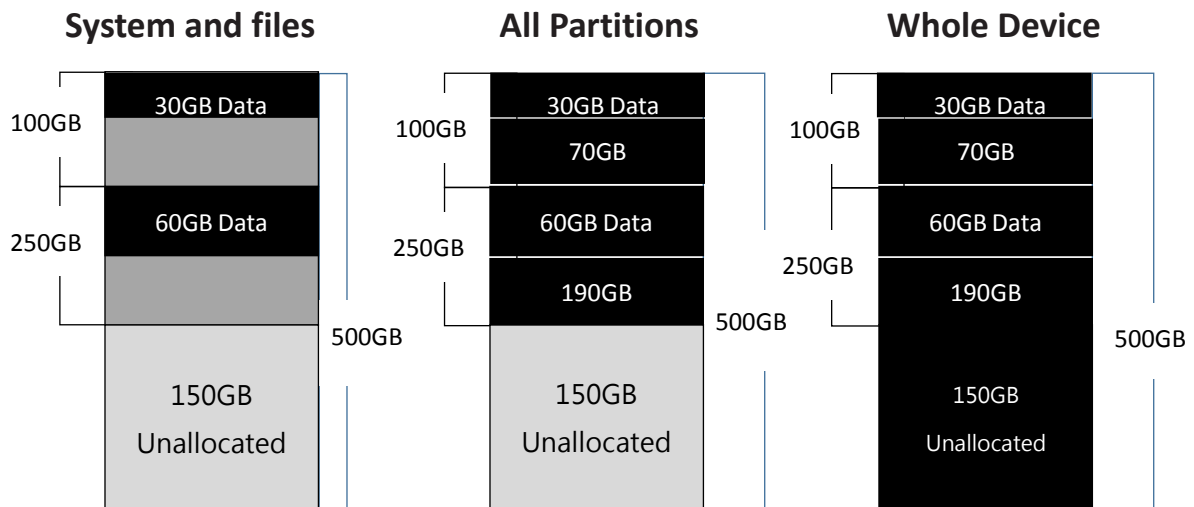 System and files
100GB
30GB Data
250GB
60GB Data
500GB
150GB
Unallocated
All Partitions
100GB
30GB Data
70GB
250GB
60GB Data
190GB
500GB
150GB
Unallocated
Whole Device
100GB
30GB Data
70GB
250GB
60GB Data
190GB
500GB
150GB
Unallocated